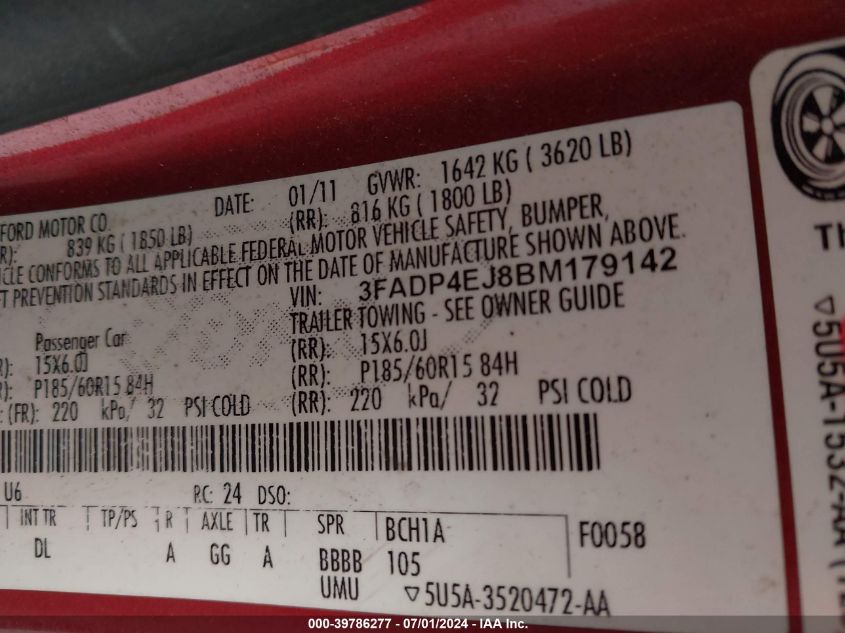 FORD MOTOR CO. DATE: 01/11 GVWR: 1642 KG ( 3620 LB)
839 KG ( 1850 LB) (RR): 816 KG ( 1800 LB)
CONFORMS TO ALL APPLICABLE FEDERAL MOTOR VEHICLE SAFETY, BUMPER,
PREVENTION STANDARDS IN EFFECT ON THE DATE OF MANUFACTURE SHOWN ABOVE.
VIN: 3FADP4EJ8BM179142
Passenger Car TRAILER TOWING - SEE OWNER GUIDE
15X6.0J (RR): 15X6.0J
P185/60R15 84H (RR): P185/60R15 84H
(FR): 220 kPa/ 32 PSI COLD (RR): 220 kPa/ 32 PSI COLD
U6 RC: 24 DSO:
INT TR TP/PS R AXLE TR SPR BCH1A F0058
DL A GG A BBBB 105
UMU ▽5U5A-3520472-AA
▽5U5A-1532
000-39786277 - 07/01/2024 - IAA Inc.